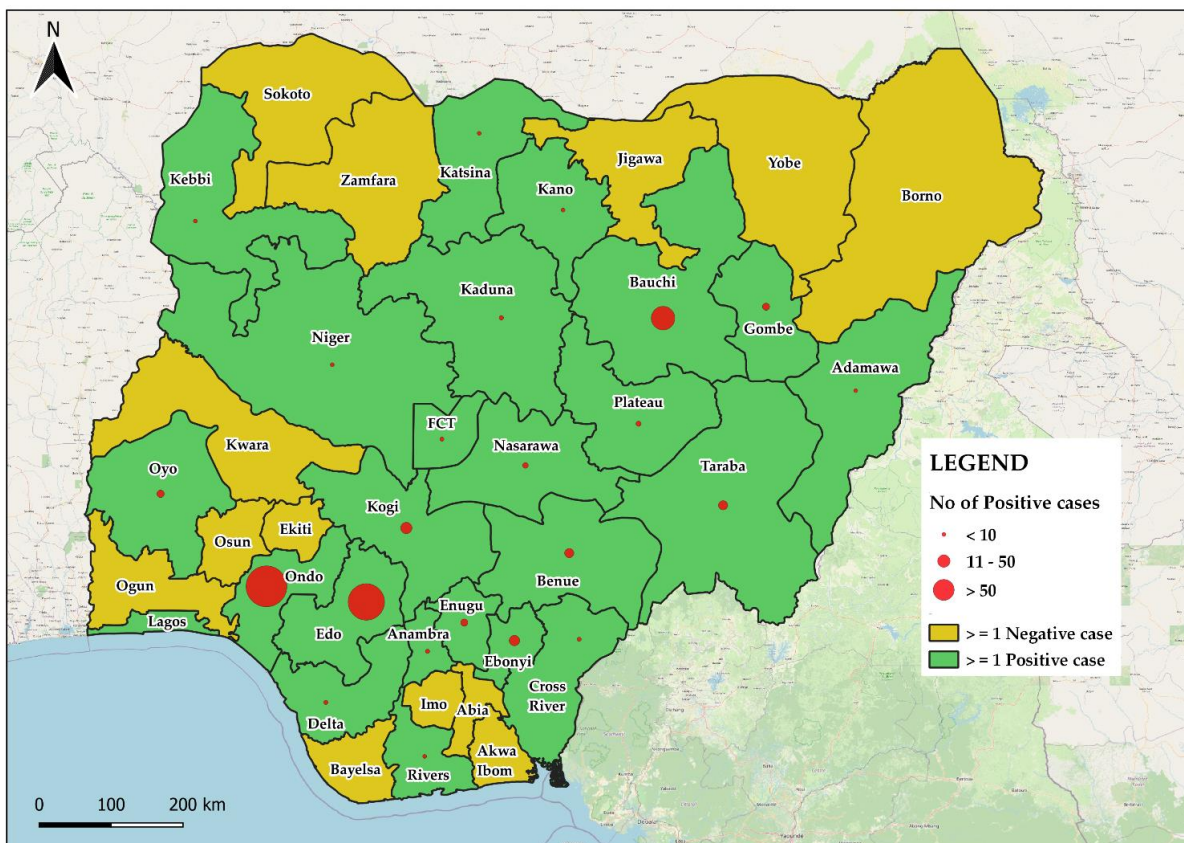 N
Sokoto
Kebbi
Zamfara
Katsina
Kano
Jigawa
Yobe
Borno
Kaduna
Bauchi
Gombe
Niger
Adamawa
Plateau
FCT
Nasarawa
Kwara
Oyo
Taraba
Kogi
Osun
Ekiti
Ogun
Ondo
Benue
Lagos
Edo
Enugu
Anambra
Ebonyi
Cross
River
Imo
Abia
Delta
Akwa
Ibom
Bayelsa
Rivers
LEGEND
No of Positive cases
< 10
11 - 50
> 50
> = 1 Negative case
> = 1 Positive case
0 100 200 km